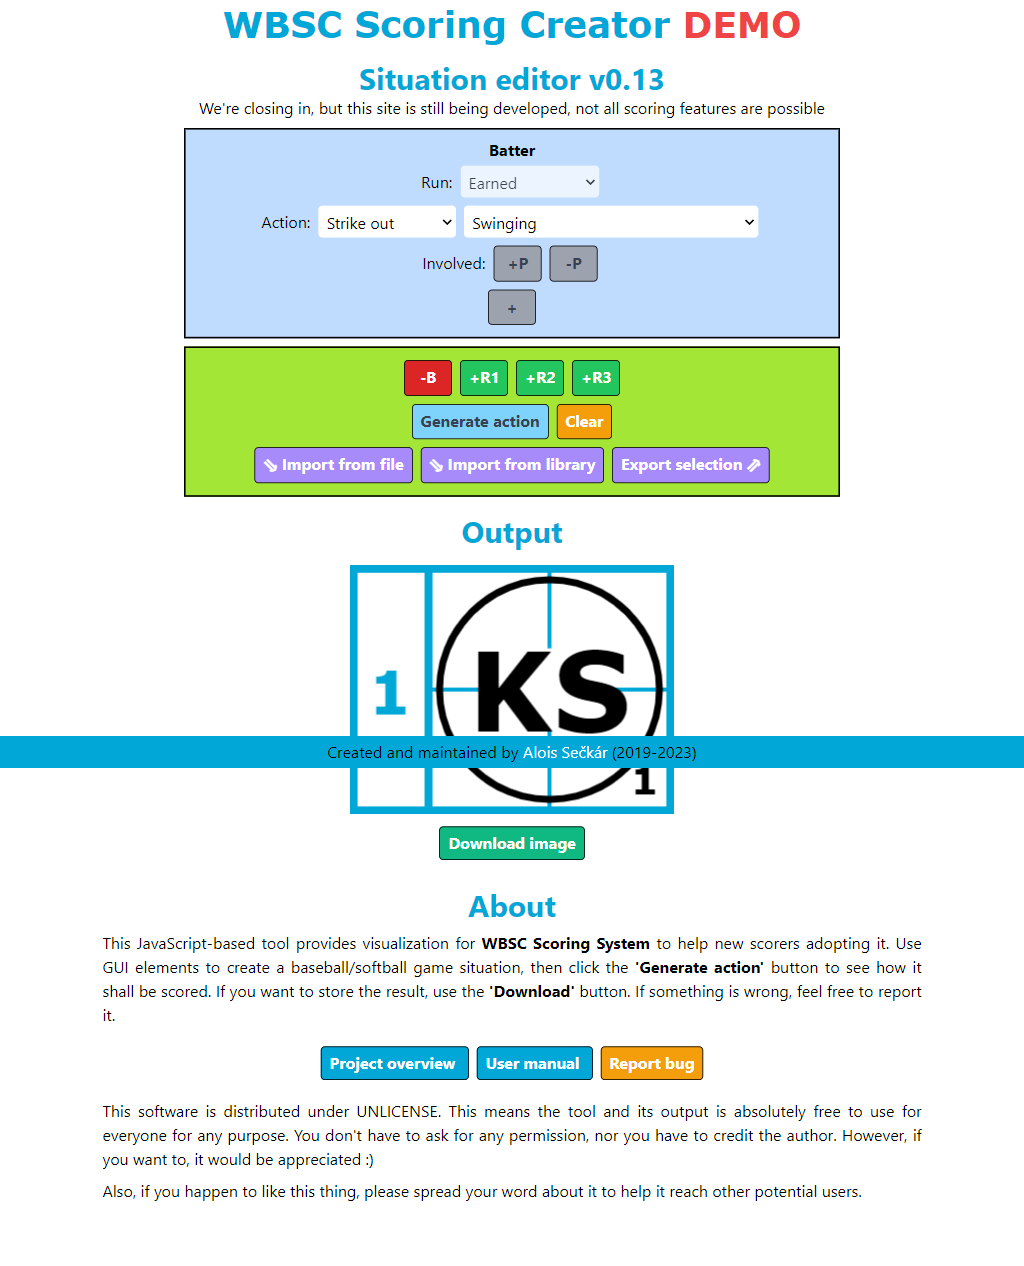 WBSC Scoring Creator DEMO
Situation editor v0.13
We're closing in, but this site is still being developed, not all scoring features are possible
Batter
Run: Earned
Action: Strike out Swinging
Involved: +P -P
+
-B +R1 +R2 +R3
Generate action Clear
⇘ Import from file ⇘ Import from library Export selection ⇗
Output
1 KS
Created and maintained by Alois Sečkár (2019-2023)
1
Download image
About
This JavaScript-based tool provides visualization for WBSC Scoring System to help new scorers adopting it. Use
GUI elements to create a baseball/softball game situation, then click the 'Generate action' button to see how it
shall be scored. If you want to store the result, use the 'Download' button. If something is wrong, feel free to report
it.
Project overview User manual Report bug
This software is distributed under UNLICENSE. This means the tool and its output is absolutely free to use for
everyone for any purpose. You don't have to ask for any permission, nor you have to credit the author. However, if
you want to, it would be appreciated :)
Also, if you happen to like this thing, please spread your word about it to help it reach other potential users.